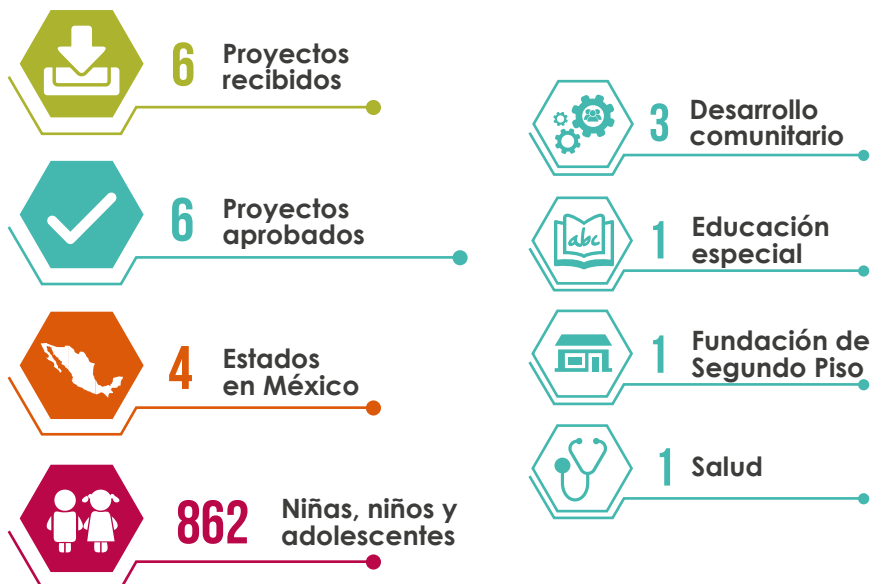 6 Proyectos
recibidos
6 Proyectos
aprobados
4 Estados
en México
862 Niñas, niños y
adolescentes
3 Desarrollo
comunitario
abc
1 Educación
especial
1 Fundación de
Segundo Piso
1 Salud